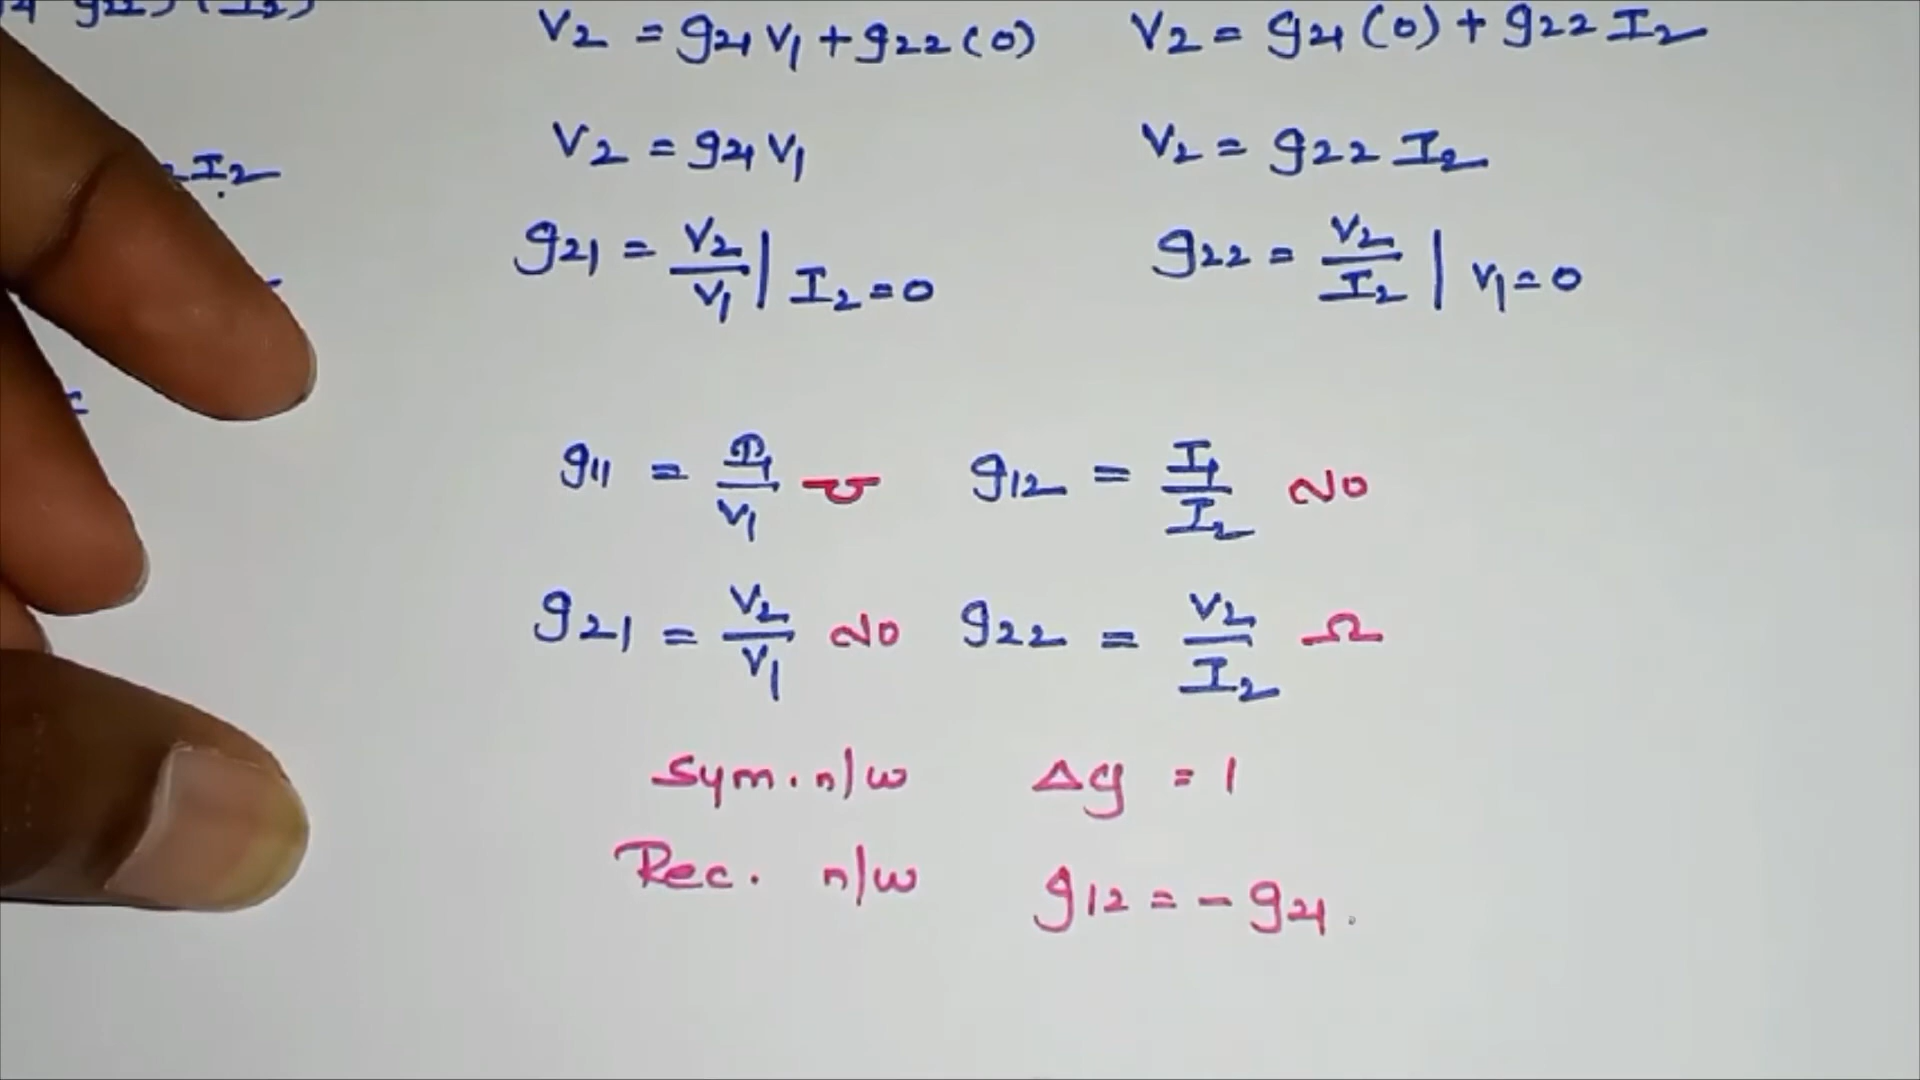 V2 = g21 V1 + g22 (0)   V2 = g21 (0) + g22 I2
V2 = g21 V1   V2 = g22 I2
I2
g21 = V2/V1 | I2=0   g22 = V2/I2 | V1=0
g11 = I1/V1 ℧   g12 = I1/I2 no
g21 = V2/V1 no   g22 = V2/I2 Ω
Sym. n/w   Δg = 1
Rec. n/w   g12 = - g21.